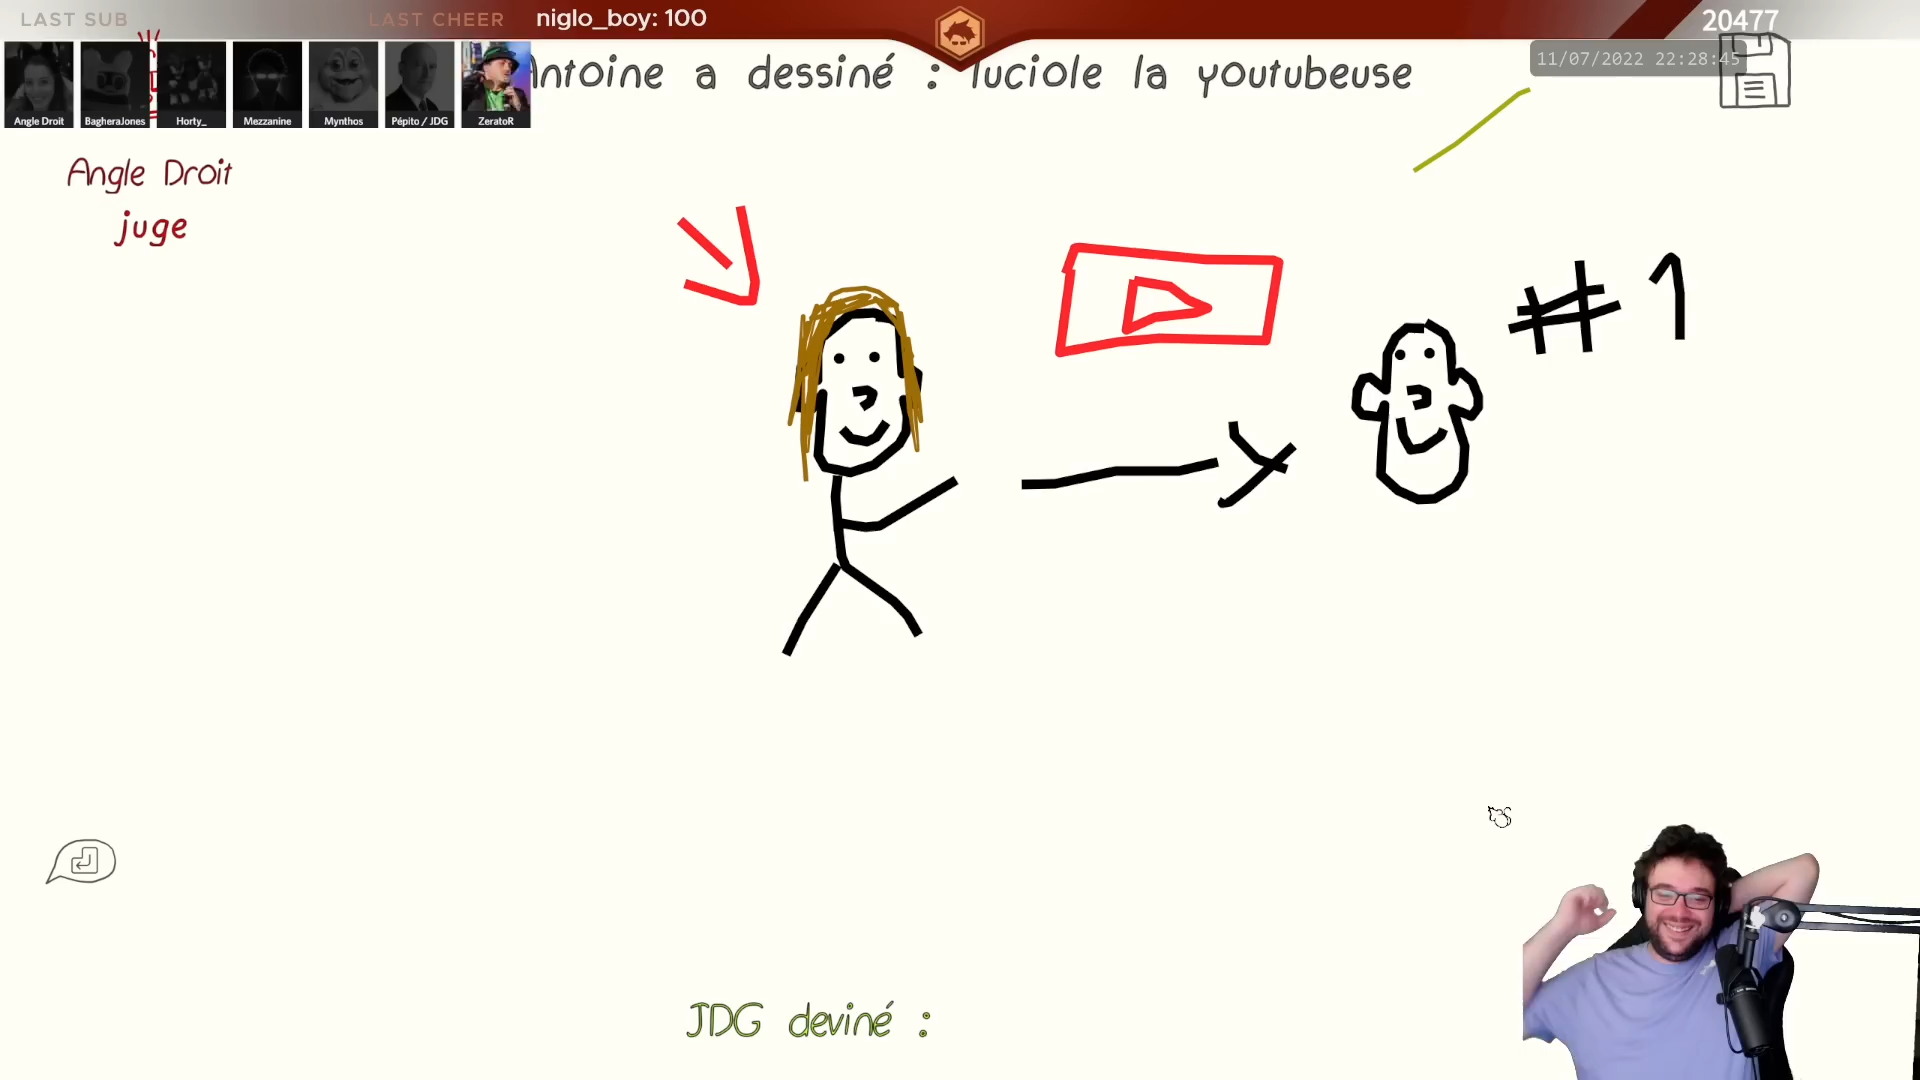 LAST SUB
LAST CHEER
niglo_boy: 100
20477
11/07/2022 22:28:45
Antoine a dessiné : luciole la youtubeuse
Angle Droit
BagheraJones
Horty_
Mezzanine
Mynthos
Pépito / JDG
ZeratoR
Angle Droit
juge
#1
JDG deviné :